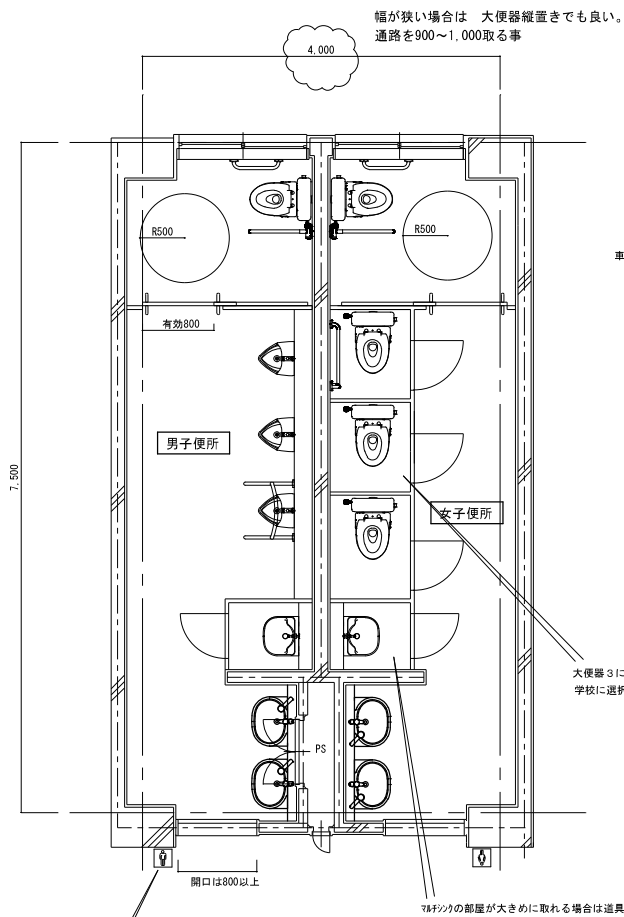 幅が狭い場合は 大便器縦置きでも良い。
通路を900～1,000取る事
4,000
R500
R500
車
有効800
男子便所
7,500
女子便所
大便器3に
学校に選択
PS
開口は800以上
ﾏﾙﾁｼﾝｸの部屋が大きめに取れる場合は道具